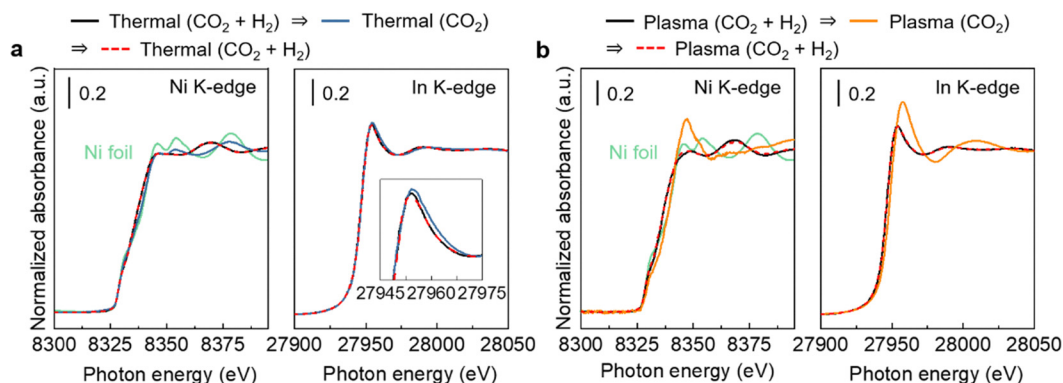 Thermal (CO₂ + H₂) ⇒ Thermal (CO₂)
a ⇒ Thermal (CO₂ + H₂)
0.2 Ni K-edge
Ni foil
Normalized absorbance (a.u.)
8300 8325 8350 8375
Photon energy (eV)
0.2 In K-edge
27945 27960 27975
27900 27950 28000 28050
Photon energy (eV)
Plasma (CO₂ + H₂) ⇒ Plasma (CO₂)
b ⇒ Plasma (CO₂ + H₂)
0.2 Ni K-edge
Ni foil
Normalized absorbance (a.u.)
8300 8325 8350 8375
Photon energy (eV)
0.2 In K-edge
27900 27950 28000 28050
Photon energy (eV)